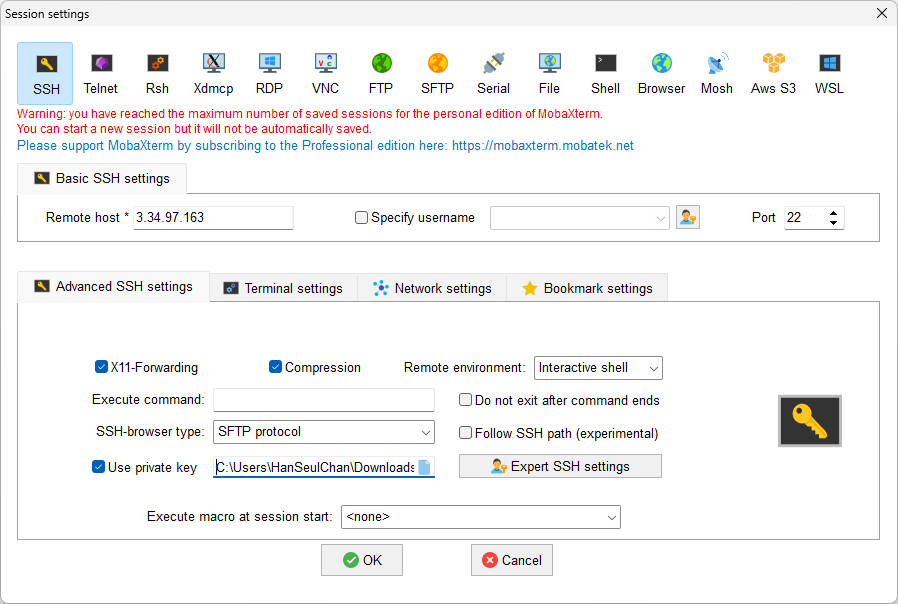 Session settings
SSH Telnet Rsh Xdmcp RDP VNC FTP SFTP Serial File Shell Browser Mosh Aws S3 WSL
Warning: you have reached the maximum number of saved sessions for the personal edition of MobaXterm.
You can start a new session but it will not be automatically saved.
Please support MobaXterm by subscribing to the Professional edition here: https://mobaxterm.mobatek.net
Basic SSH settings
Remote host * 3.34.97.163 Specify username Port 22
Advanced SSH settings Terminal settings Network settings Bookmark settings
X11-Forwarding Compression Remote environment: Interactive shell
Execute command: Do not exit after command ends
SSH-browser type: SFTP protocol Follow SSH path (experimental)
Use private key C:\Users\HanSeulChan\Downloads Expert SSH settings
Execute macro at session start: <none>
OK Cancel